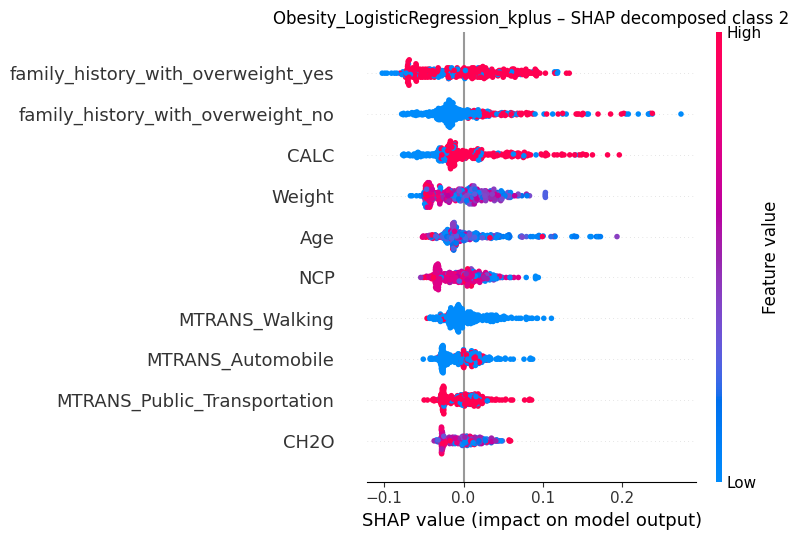 Obesity_LogisticRegression_kplus – SHAP decomposed class 2
High
family_history_with_overweight_yes
family_history_with_overweight_no
CALC
Weight
Age
NCP
MTRANS_Walking
MTRANS_Automobile
MTRANS_Public_Transportation
CH2O
Feature value
Low
−0.1 0.0 0.1 0.2
SHAP value (impact on model output)